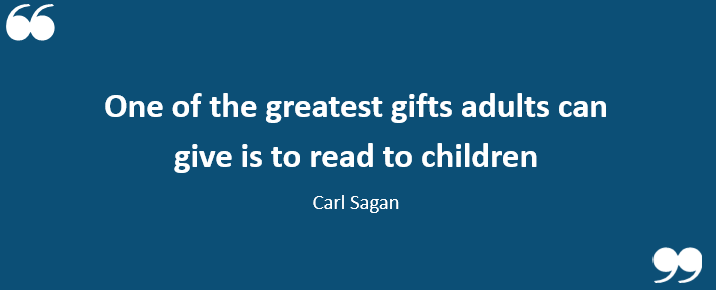 One of the greatest gifts adults can
give is to read to children
Carl Sagan